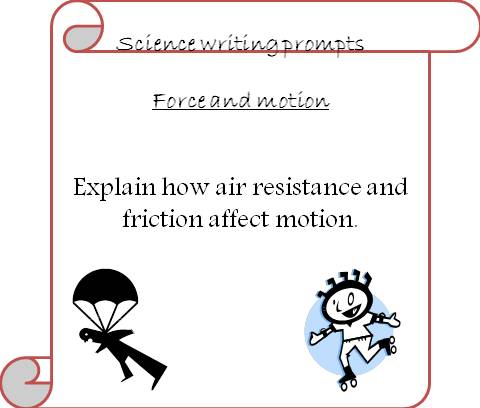 Science writing prompts
Force and motion
Explain how air resistance and
friction affect motion.